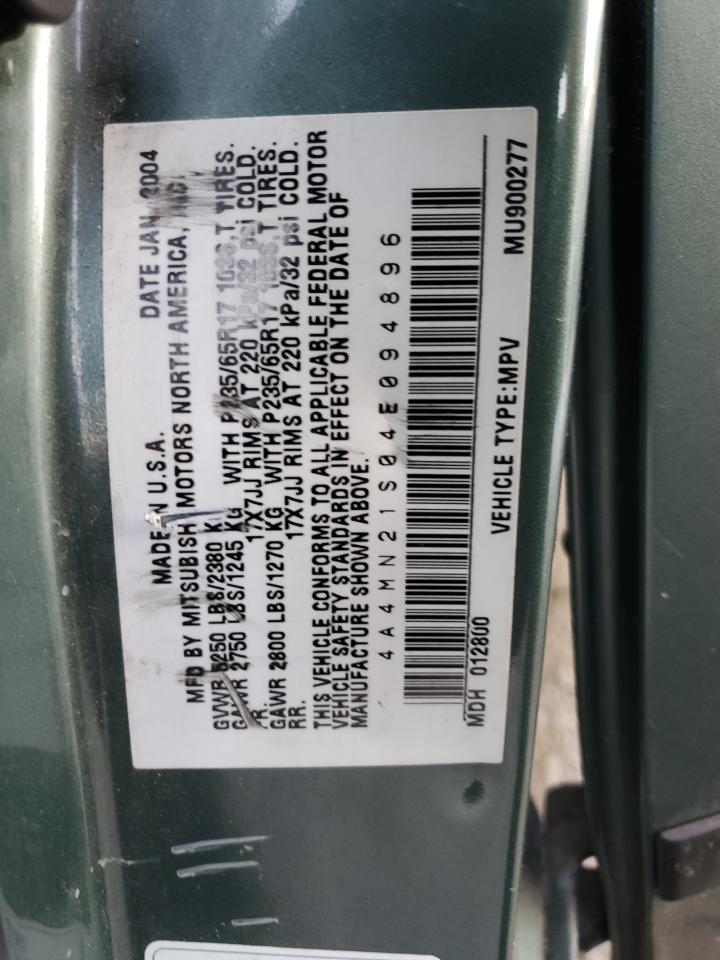 MADE IN U.S.A. DATE JAN 2004
MFD BY MITSUBISHI MOTORS NORTH AMERICA, INC
GVWR 5250 LBS/2380 KG
GAWR 2750 LBS/1245 KG WITH P235/65R17 103S,T TIRES.
FR. 17X7JJ RIMS AT 220 kPa/32 psi COLD.
GAWR 2800 LBS/1270 KG WITH P235/65R17 103S,T TIRES.
RR. 17X7JJ RIMS AT 220 kPa/32 psi COLD.
THIS VEHICLE CONFORMS TO ALL APPLICABLE FEDERAL MOTOR
VEHICLE SAFETY STANDARDS IN EFFECT ON THE DATE OF
MANUFACTURE SHOWN ABOVE.
4A4MN21S04E094896
MDH 012800 VEHICLE TYPE:MPV MU900277